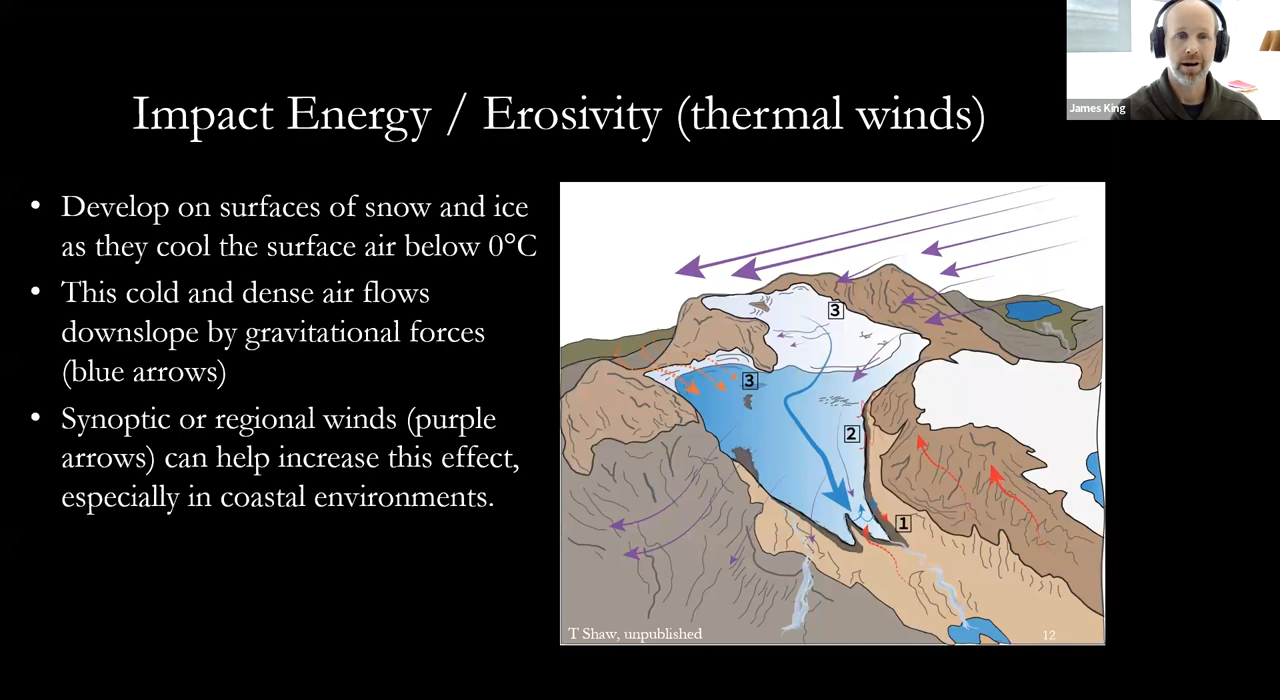 James King
Impact Energy / Erosivity (thermal winds)
• Develop on surfaces of snow and ice
as they cool the surface air below 0°C
• This cold and dense air flows
downslope by gravitational forces
(blue arrows)
• Synoptic or regional winds (purple
arrows) can help increase this effect,
especially in coastal environments.
3
3
2
1
T Shaw, unpublished
12